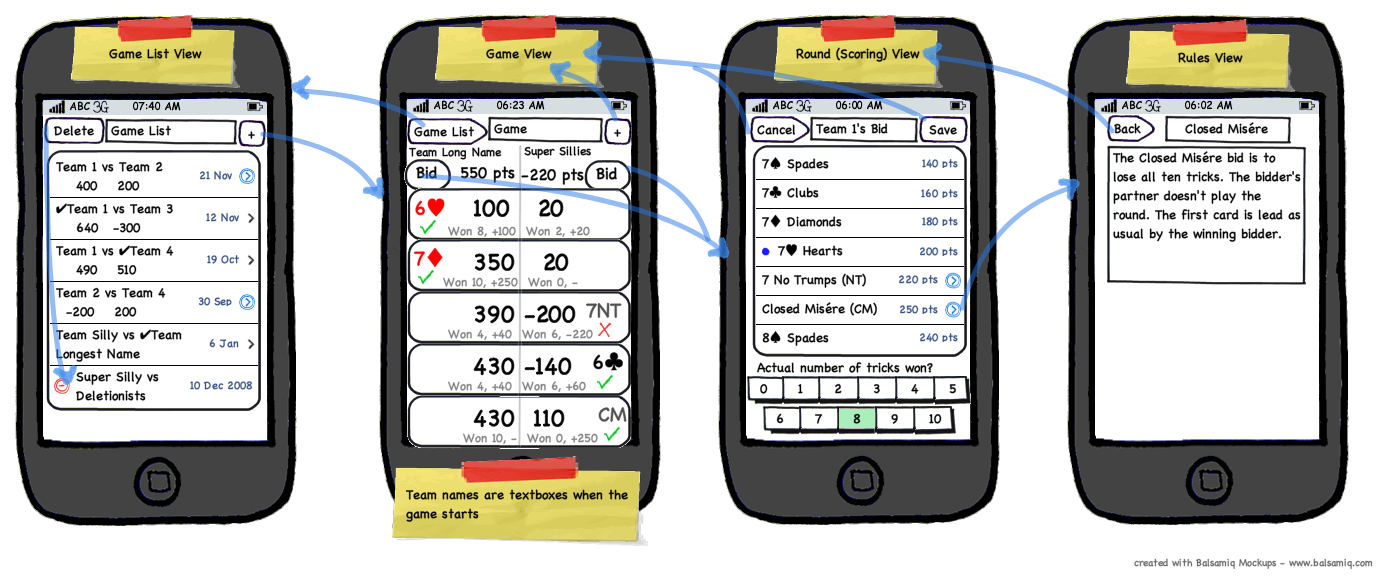 Game List View
ABC 3G 07:40 AM
Delete Game List +
Team 1 vs Team 2
400 200
21 Nov
✔Team 1 vs Team 3
640 -300
12 Nov
Team 1 vs ✔Team 4
490 510
19 Oct
Team 2 vs Team 4
-200 200
30 Sep
Team Silly vs ✔Team
Longest Name
6 Jan
Super Silly vs
Deletionists
10 Dec 2008
Game View
ABC 3G 06:23 AM
Game List Game +
Team Long Name Super Sillies
Bid 550 pts -220 pts Bid
6♥ 100 20
✓ Won 8, +100 Won 2, +20
7♦ 350 20
✓ Won 10, +250 Won 0, -
390 -200 7NT
Won 4, +40 Won 6, -220 ✗
430 -140 6♣
Won 4, +40 Won 6, +60 ✓
430 110 CM
Won 10, - Won 0, +250 ✓
Team names are textboxes when the
game starts
Round (Scoring) View
ABC 3G 06:00 AM
Cancel Team 1's Bid Save
7♠ Spades 140 pts
7♣ Clubs 160 pts
7♦ Diamonds 180 pts
7♥ Hearts 200 pts
7 No Trumps (NT) 220 pts
Closed Misére (CM) 250 pts
8♠ Spades 240 pts
Actual number of tricks won?
0 1 2 3 4 5
6 7 8 9 10
Rules View
ABC 3G 06:02 AM
Back Closed Misére
The Closed Misére bid is to
lose all ten tricks. The bidder's
partner doesn't play the
round. The first card is lead as
usual by the winning bidder.
created with Balsamiq Mockups - www.balsamiq.com